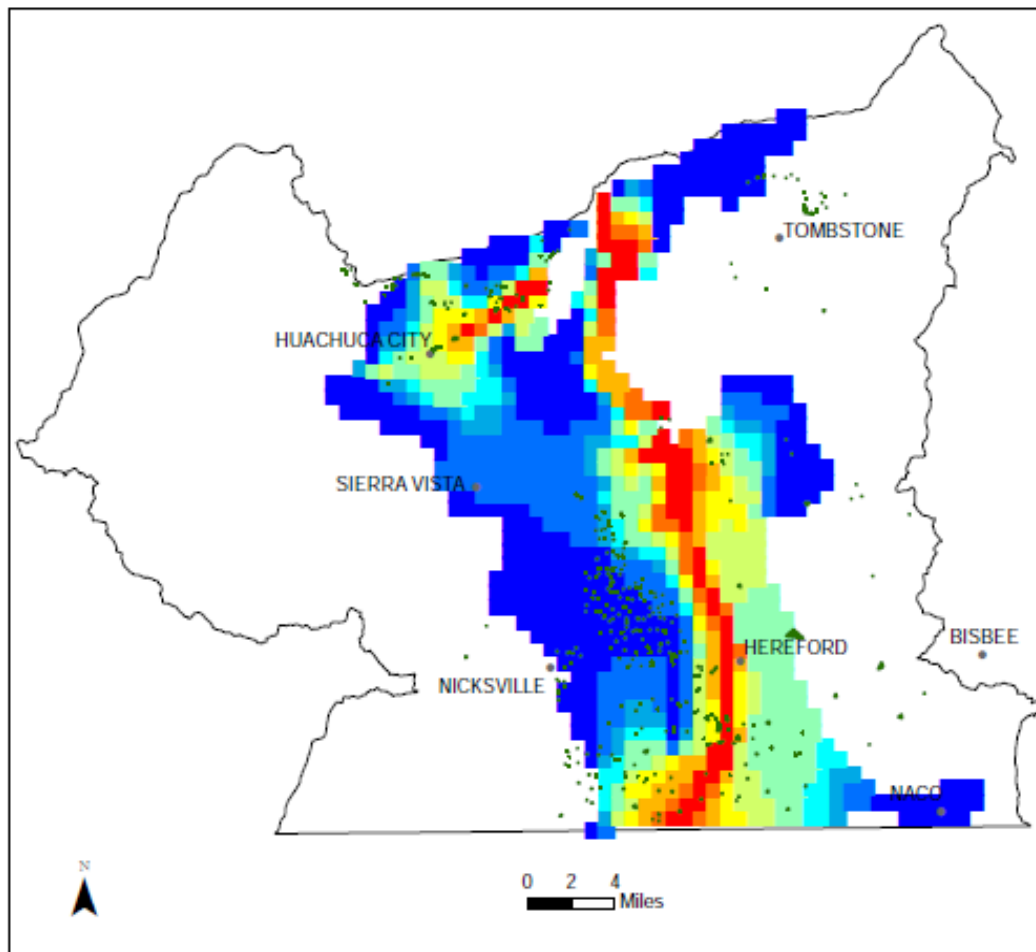 TOMBSTONE
HUACHUCA CITY
SIERRA VISTA
BISBEE
HEREFORD
NICKSVILLE
NACO
N
0 2 4
Miles